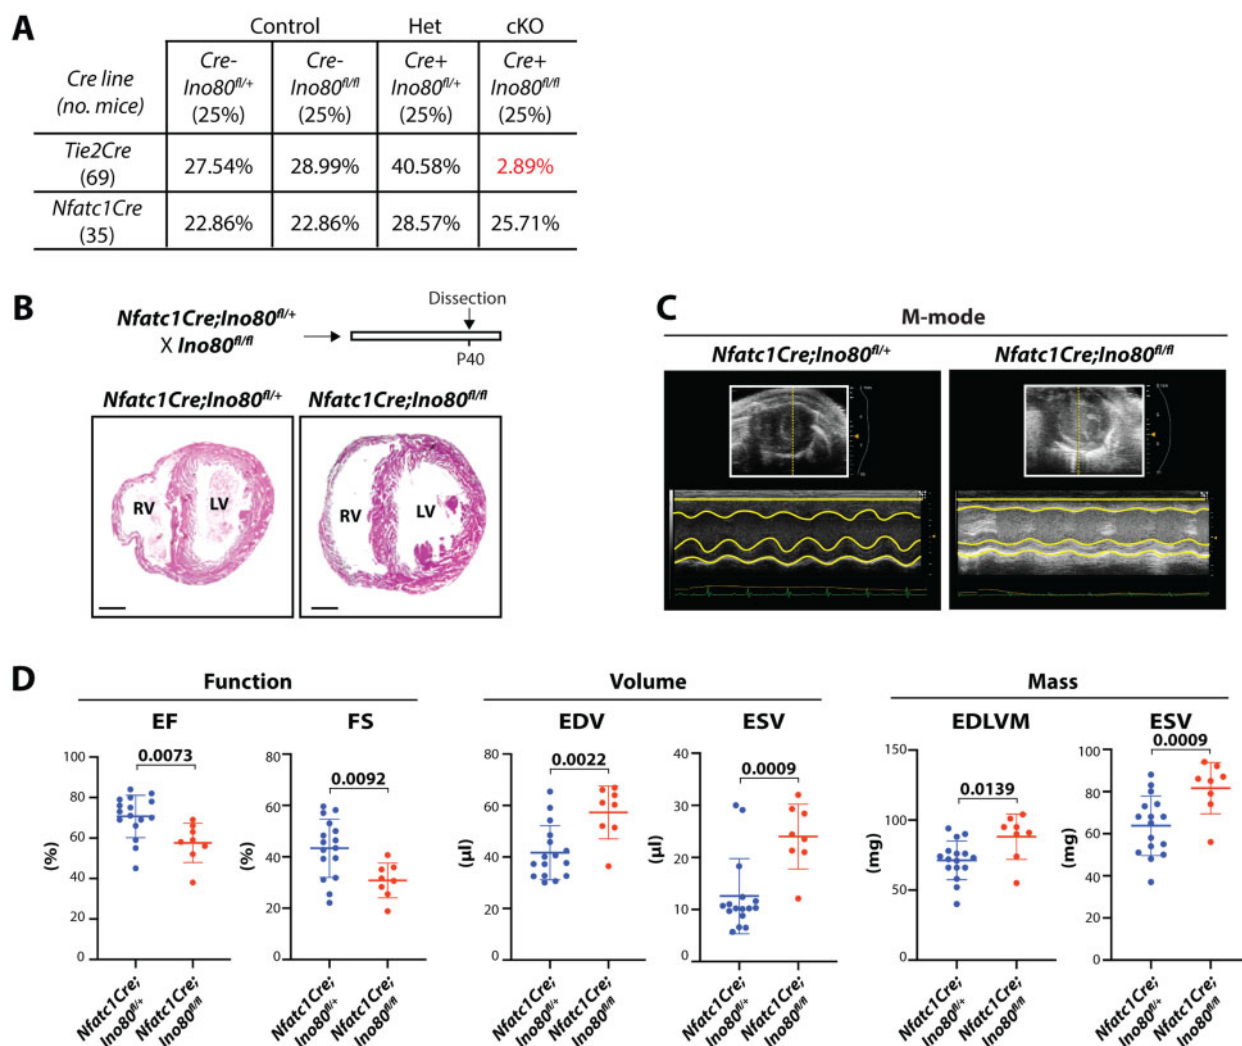 A
Control Het cKO
Cre line
(no. mice)
Cre-
Ino80fl/+
(25%)
Cre-
Ino80fl/fl
(25%)
Cre+
Ino80fl/+
(25%)
Cre+
Ino80fl/fl
(25%)
Tie2Cre
(69)
27.54% 28.99% 40.58% 2.89%
Nfatc1Cre
(35)
22.86% 22.86% 28.57% 25.71%
B
Nfatc1Cre;Ino80fl/+
X Ino80fl/fl
Dissection
P40
Nfatc1Cre;Ino80fl/+ Nfatc1Cre;Ino80fl/fl
RV LV
RV LV
C
M-mode
Nfatc1Cre;Ino80fl/+ Nfatc1Cre;Ino80fl/fl
D
Function
EF
0.0073
100
80
60
40
20
0
(%)
Nfatc1Cre;
Ino80fl/+
Nfatc1Cre;
Ino80fl/fl
FS
0.0092
80
60
40
20
0
(%)
Nfatc1Cre;
Ino80fl/+
Nfatc1Cre;
Ino80fl/fl
Volume
EDV
0.0022
80
60
40
20
0
(µl)
Nfatc1Cre;
Ino80fl/+
Nfatc1Cre;
Ino80fl/fl
ESV
0.0009
40
30
20
10
0
(µl)
Nfatc1Cre;
Ino80fl/+
Nfatc1Cre;
Ino80fl/fl
Mass
EDLVM
0.0139
150
100
50
0
(mg)
Nfatc1Cre;
Ino80fl/+
Nfatc1Cre;
Ino80fl/fl
ESV
0.0009
100
80
60
40
20
0
(mg)
Nfatc1Cre;
Ino80fl/+
Nfatc1Cre;
Ino80fl/fl